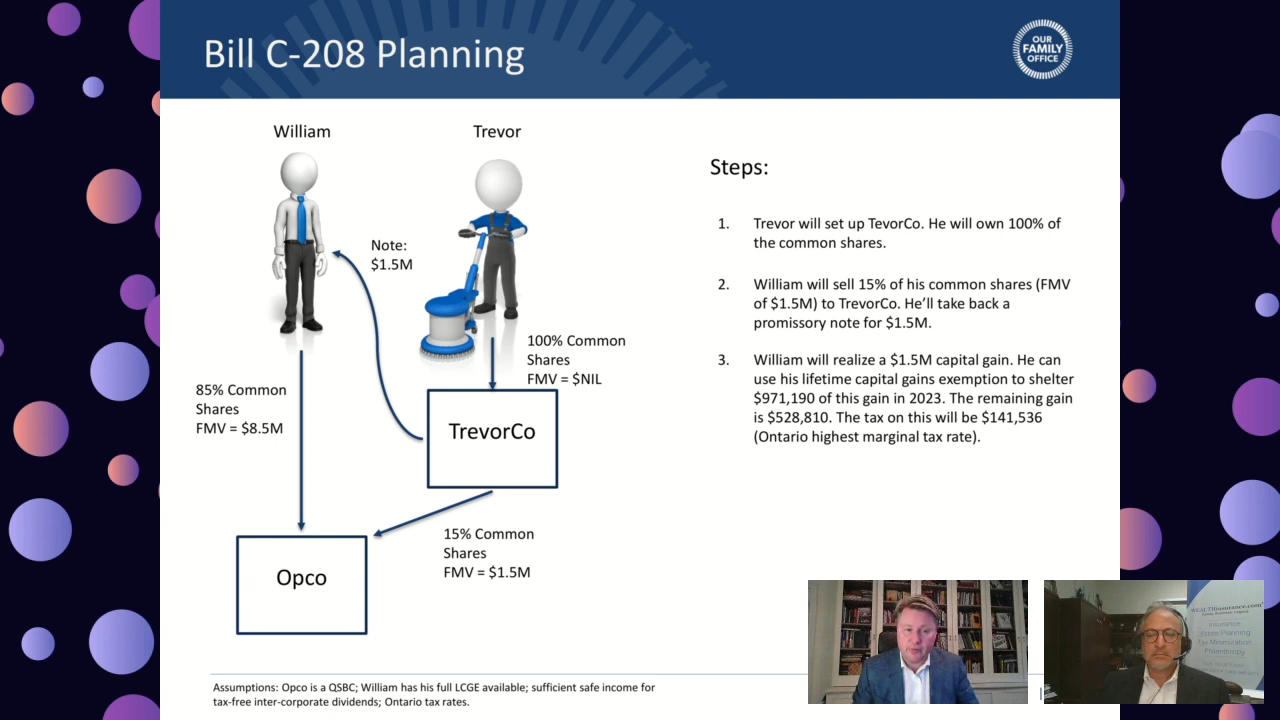 Bill C-208 Planning
OUR
FAMILY
OFFICE
William
Trevor
Note:
$1.5M
100% Common
Shares
FMV = $NIL
85% Common
Shares
FMV = $8.5M
TrevorCo
15% Common
Shares
FMV = $1.5M
Opco
Steps:
1. Trevor will set up TevorCo. He will own 100% of
the common shares.
2. William will sell 15% of his common shares (FMV
of $1.5M) to TrevorCo. He’ll take back a
promissory note for $1.5M.
3. William will realize a $1.5M capital gain. He can
use his lifetime capital gains exemption to shelter
$971,190 of this gain in 2023. The remaining gain
is $528,810. The tax on this will be $141,536
(Ontario highest marginal tax rate).
Assumptions: Opco is a QSBC; William has his full LCGE available; sufficient safe income for
tax-free inter-corporate dividends; Ontario tax rates.
WEALTHinsurance.com
Insurance
Estate Planning
Tax Minimization
Philanthropy